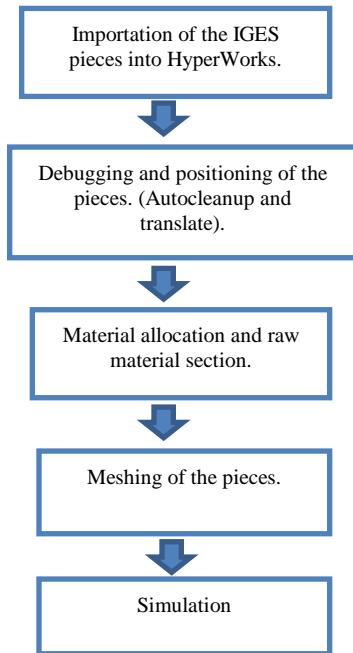 Importation of the IGES
pieces into HyperWorks.
Debugging and positioning of the
pieces. (Autocleanup and
translate).
Material allocation and raw
material section.
Meshing of the pieces.
Simulation